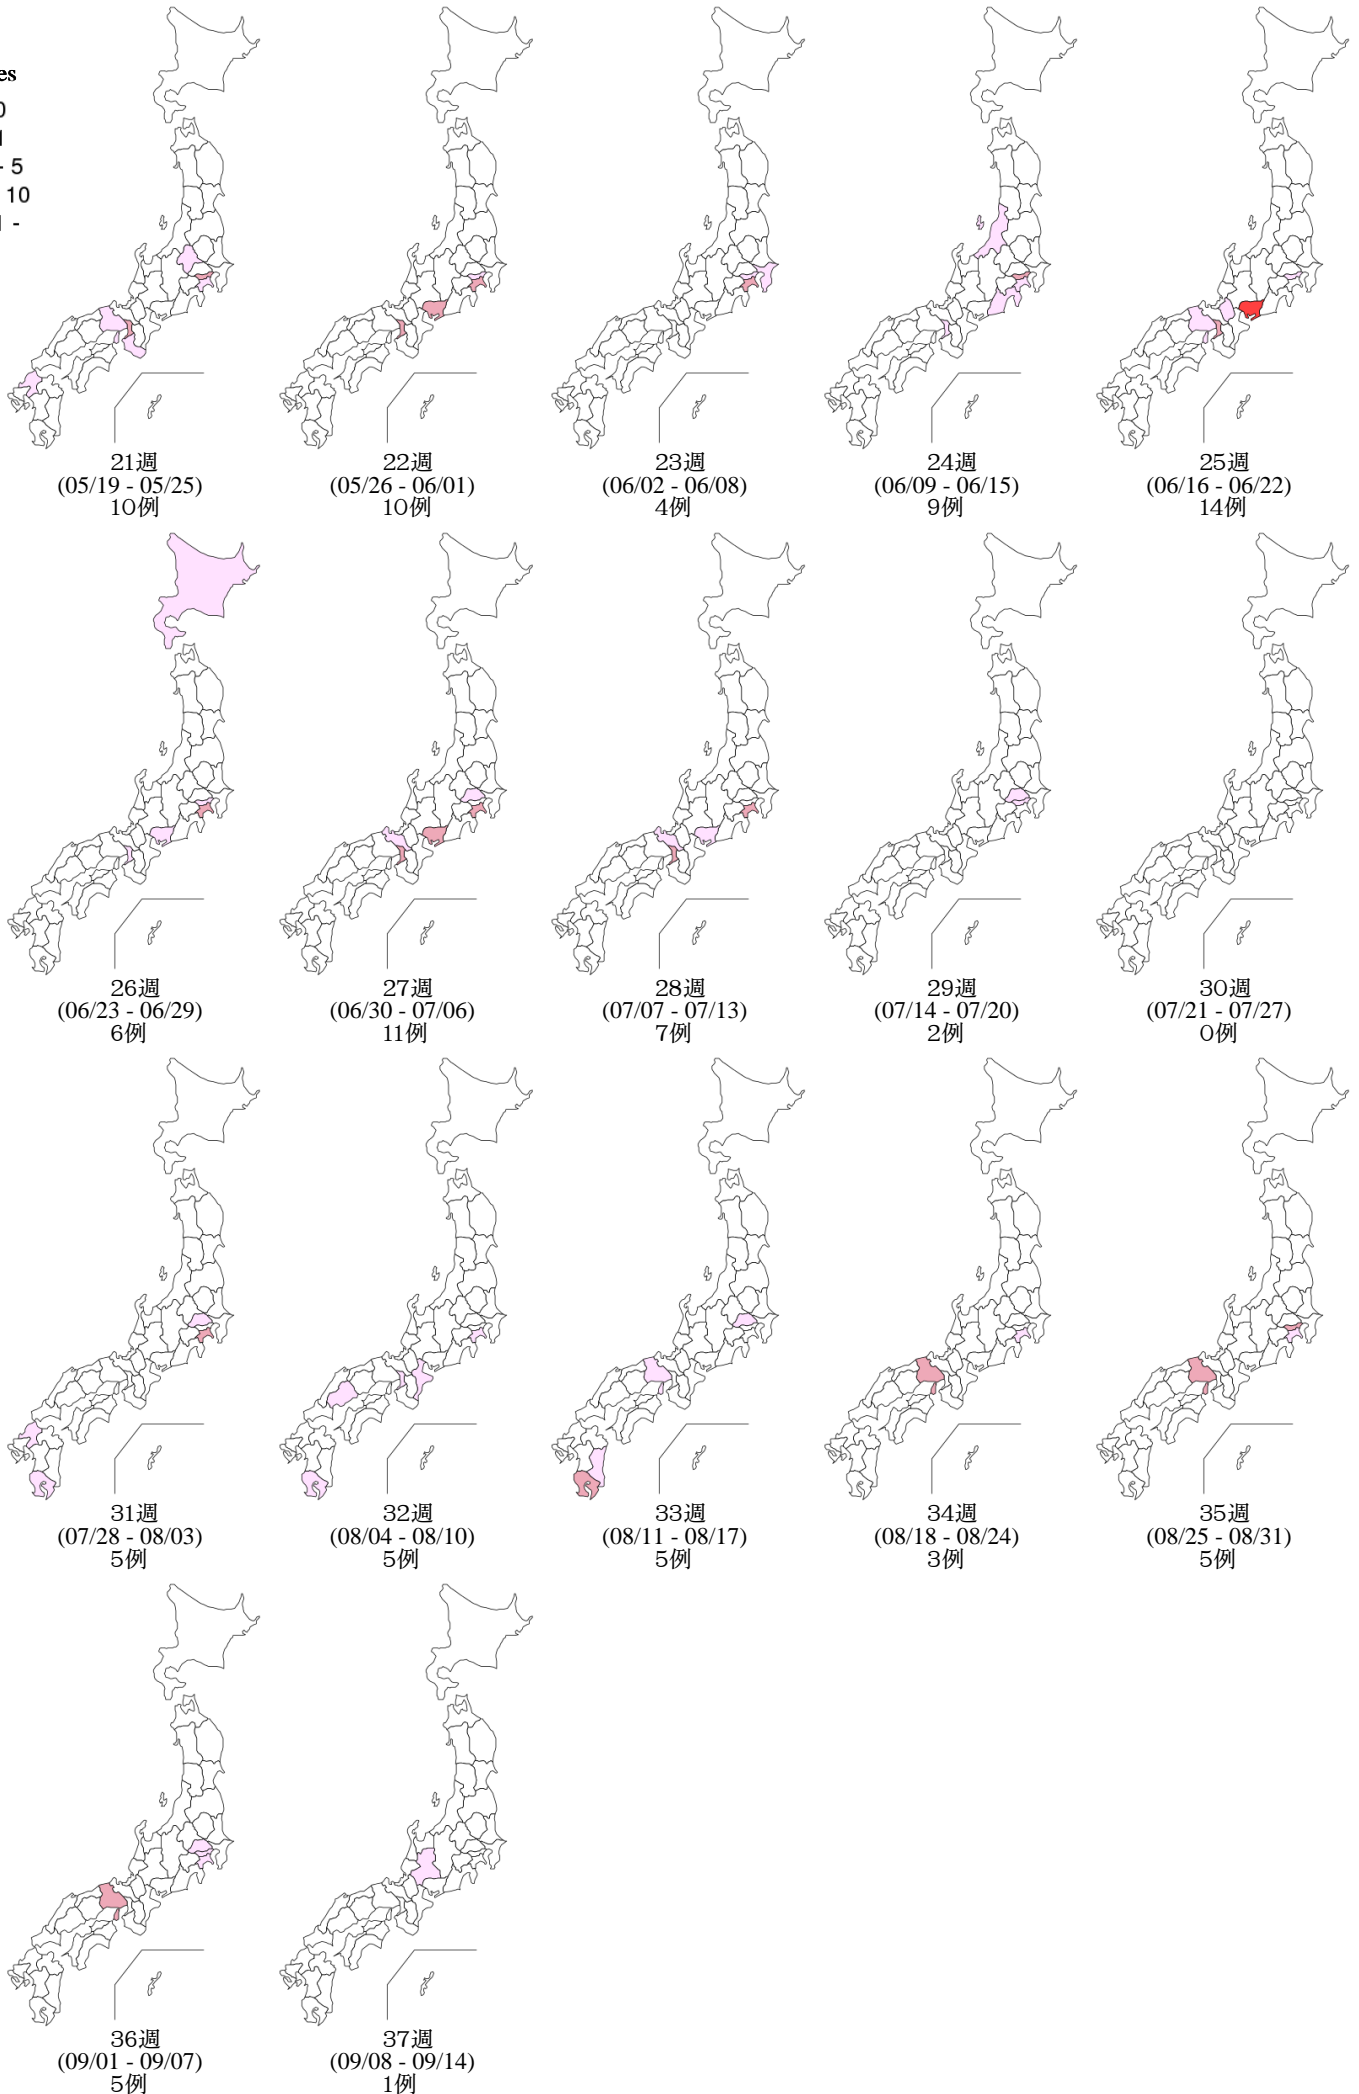 es
0
1
- 5
10
1 -
21週
(05/19 - 05/25)
10例
22週
(05/26 - 06/01)
10例
23週
(06/02 - 06/08)
4例
24週
(06/09 - 06/15)
9例
25週
(06/16 - 06/22)
14例
26週
(06/23 - 06/29)
6例
27週
(06/30 - 07/06)
11例
28週
(07/07 - 07/13)
7例
29週
(07/14 - 07/20)
2例
30週
(07/21 - 07/27)
0例
31週
(07/28 - 08/03)
5例
32週
(08/04 - 08/10)
5例
33週
(08/11 - 08/17)
5例
34週
(08/18 - 08/24)
3例
35週
(08/25 - 08/31)
5例
36週
(09/01 - 09/07)
5例
37週
(09/08 - 09/14)
1例